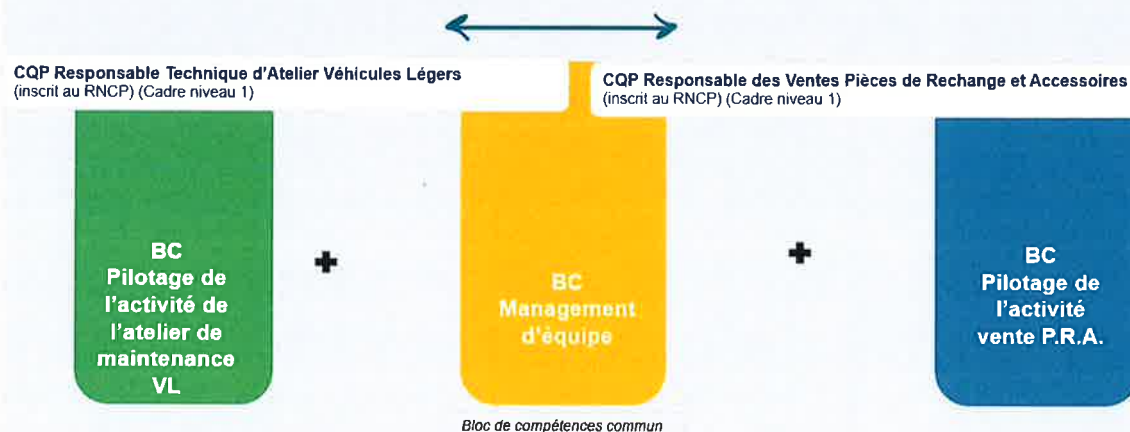 CQP Responsable Technique d'Atelier Véhicules Légers
(inscrit au RNCP) (Cadre niveau 1)
CQP Responsable des Ventes Pièces de Rechange et Accessoires
(inscrit au RNCP) (Cadre niveau 1)
BC
Pilotage de
l'activité de
l'atelier de
maintenance
VL
+
BC
Management
d'équipe
+
BC
Pilotage de
l'activité
vente P.R.A.
Bloc de compétences commun